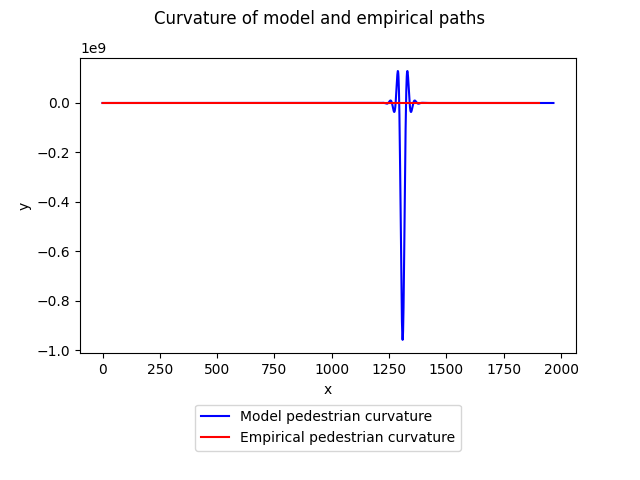 Curvature of model and empirical paths
1e9
0.0
−0.2
−0.4
−0.6
−0.8
−1.0
y
0 250 500 750 1000 1250 1500 1750 2000
x
Model pedestrian curvature
Empirical pedestrian curvature